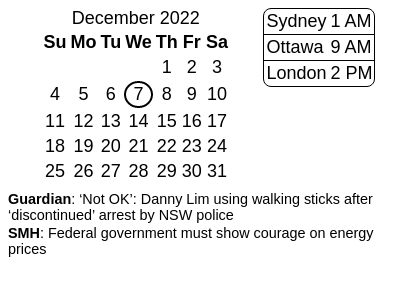 December 2022
Su Mo Tu We Th Fr Sa
1 2 3
4 5 6 7 8 9 10
11 12 13 14 15 16 17
18 19 20 21 22 23 24
25 26 27 28 29 30 31
Sydney 1 AM
Ottawa 9 AM
London 2 PM
Guardian: ‘Not OK’: Danny Lim using walking sticks after
‘discontinued’ arrest by NSW police
SMH: Federal government must show courage on energy
prices